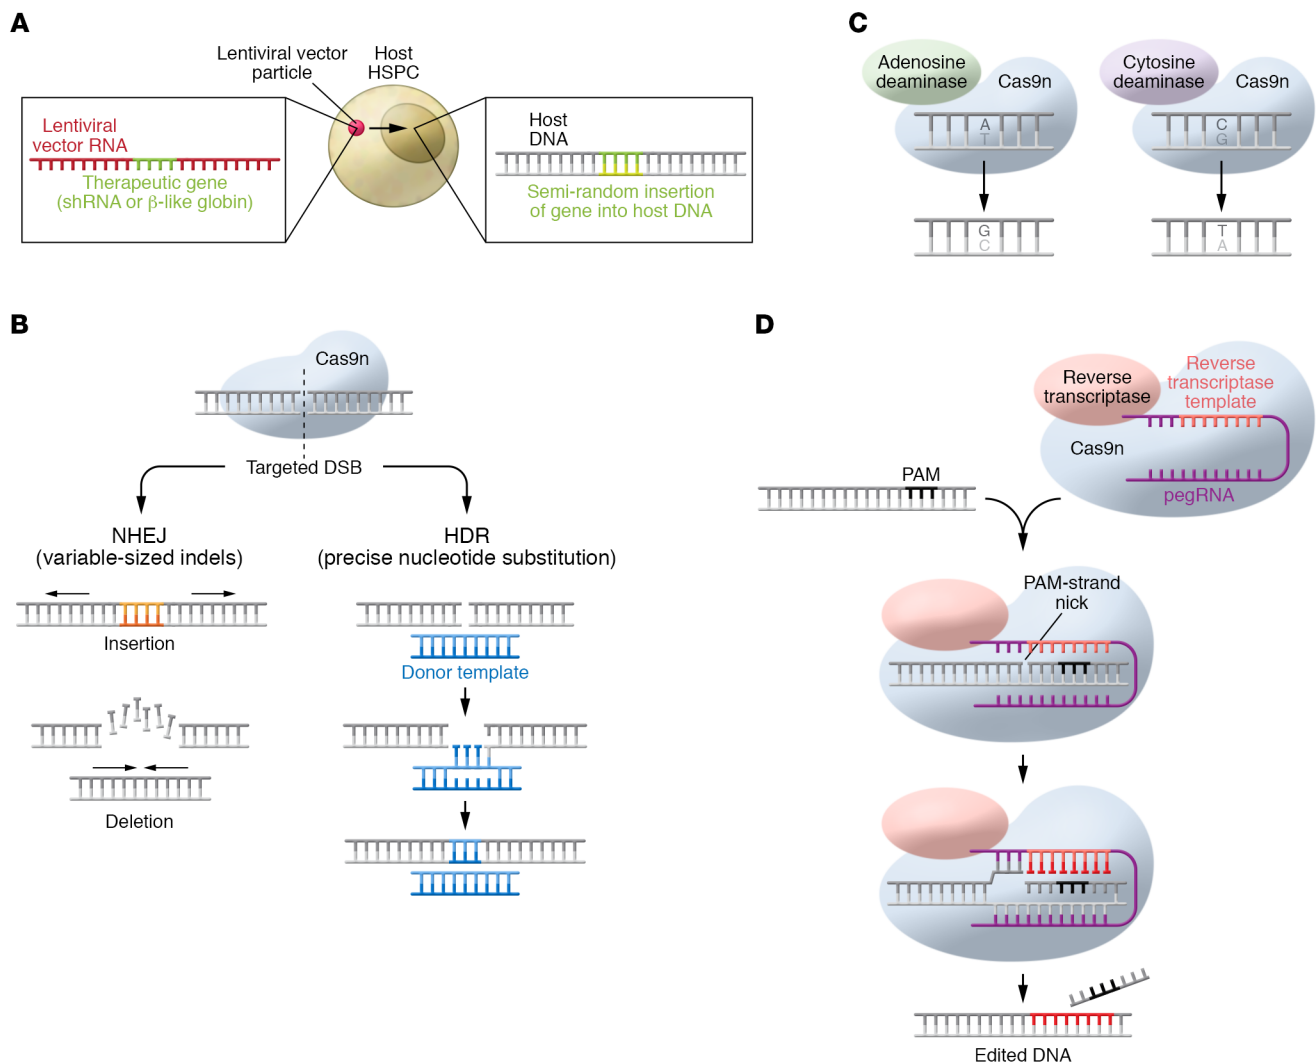 A
Lentiviral vector
particle
Host
HSPC
Lentiviral
vector RNA
Therapeutic gene
(shRNA or β-like globin)
Host
DNA
Semi-random insertion
of gene into host DNA
B
Cas9n
Targeted DSB
NHEJ
(variable-sized indels)
Insertion
Deletion
HDR
(precise nucleotide substitution)
Donor template
C
Adenosine
deaminase
Cas9n
A
T
G
C
Cytosine
deaminase
Cas9n
C
G
T
A
D
Reverse
transcriptase
Reverse
transcriptase
template
Cas9n
pegRNA
PAM
PAM-strand
nick
Edited DNA